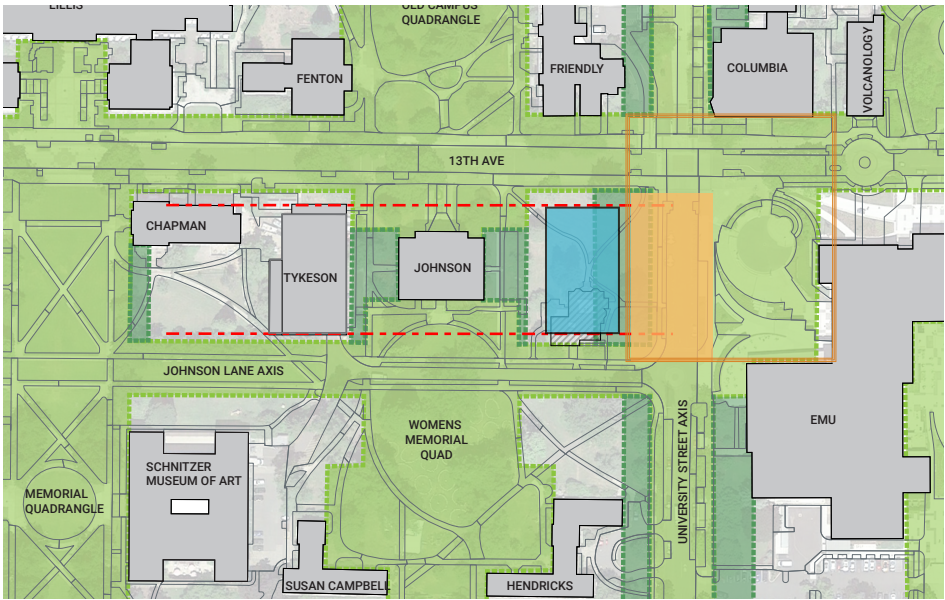 LILLIS
OLD CAMPUS
QUADRANGLE
FENTON
FRIENDLY
COLUMBIA
VOLCANOLOGY
13TH AVE
CHAPMAN
TYKESON
JOHNSON
JOHNSON LANE AXIS
WOMENS
MEMORIAL
QUAD
UNIVERSITY STREET AXIS
EMU
SCHNITZER
MUSEUM OF ART
MEMORIAL
QUADRANGLE
SUSAN CAMPBELL
HENDRICKS